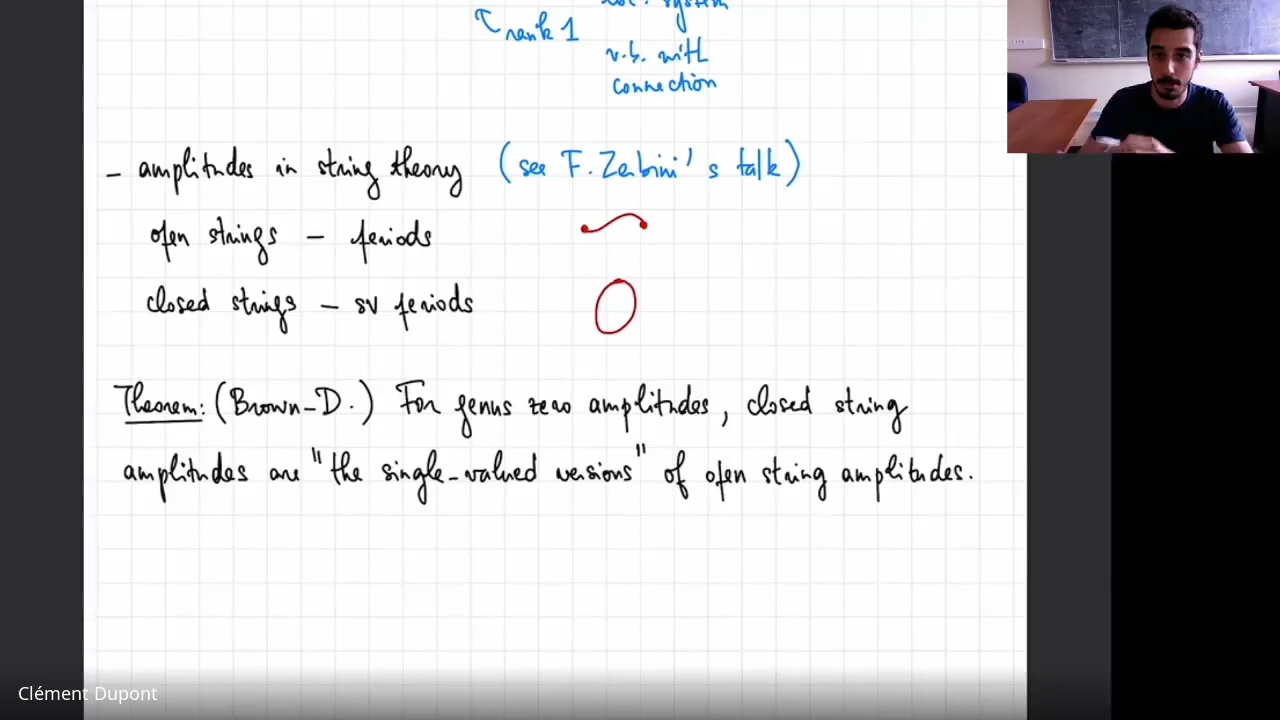 rank 1
system
v.b. with
connection
- amplitudes in string theory (see F. Zerbini's talk)
open strings - periods
closed strings - sv periods
Theorem: (Brown-D.) For genus zero amplitudes, closed string
amplitudes are "the single-valued versions" of open string amplitudes.
Clément Dupont